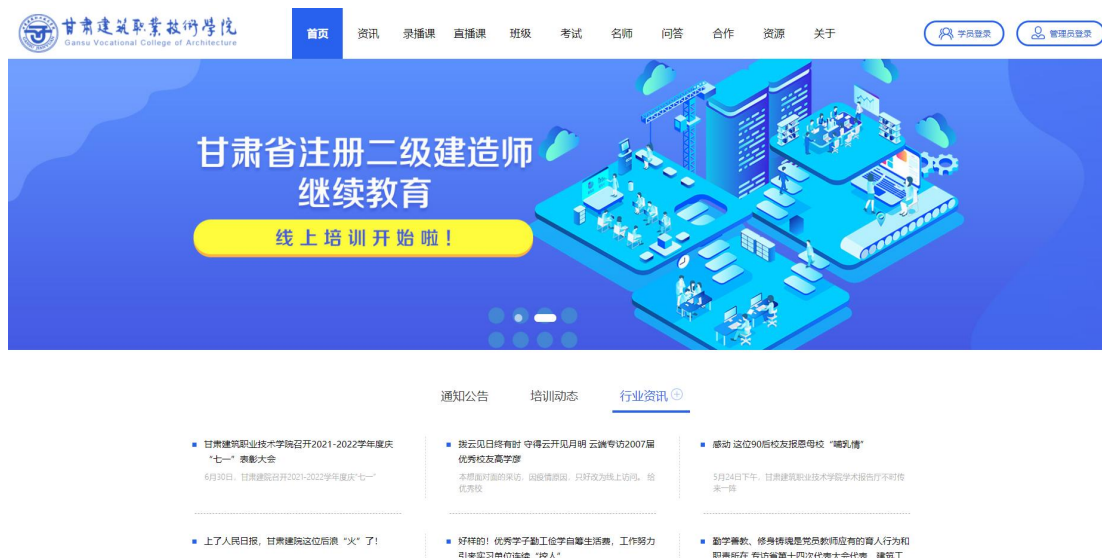 甘肃建筑职业技术学院
Gansu Vocational College of Architecture
首页 资讯 录播课 直播课 班级 考试 名师 问答 合作 资源 关于
学员登录 管理员登录
甘肃省注册二级建造师
继续教育
线上培训开始啦！
通知公告 培训动态 行业资讯
甘肃建筑职业技术学院召开2021-2022学年度庆
“七一”表彰大会
6月30日，甘肃建院召开2021-2022学年度庆“七一”
拨云见日终有时 守得云开见月明 云端专访2007届
优秀校友高学彦
本想面对面的采访，因疫情原因，只好改为线上访问。 给
优秀校
感动 这位90后校友报恩母校“哺乳情”
5月24日下午，甘肃建筑职业技术学院学术报告厅不时传
来一阵
上了人民日报，甘肃建院这位后浪“火”了！
好样的！优秀学子勤工俭学自筹生活费，工作努力
引来实习单位连续“挖人”
勤学善教、修身铸魂是党员教师应有的育人行为和
职责所在 专访省第十四次代表大会代表、建筑工